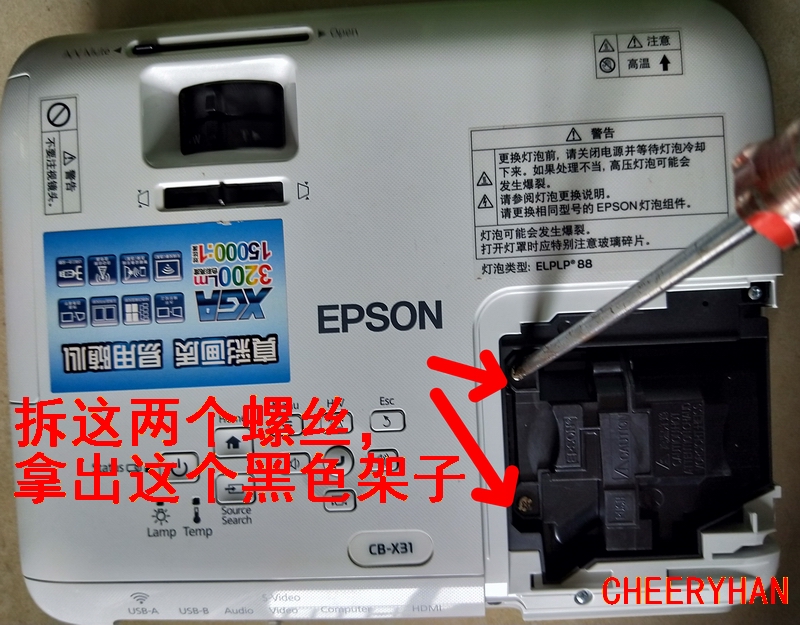 A/V Mute
Open
注意
高温
警告
不要注视镜头。
警告
更换灯泡前, 请关闭电源并等待灯泡冷却
下来。如果处理不当, 高压灯泡可能会
发生爆裂。
请参阅灯泡更换说明。
请更换相同型号的EPSON灯泡组件。
灯泡可能会发生爆裂。
打开灯罩时应特别注意玻璃碎片。
灯泡类型: ELPLP®88
3200Lm
15000:1
XGA
真彩画质 易用随心
EPSON
拆这两个螺丝,
拿出这个黑色架子
Esc
Status
Lamp
Temp
Source
Search
CB-X31
CHEERYHAN
USB-A
USB-B
Audio
S-Video
Video
Computer
HDMI